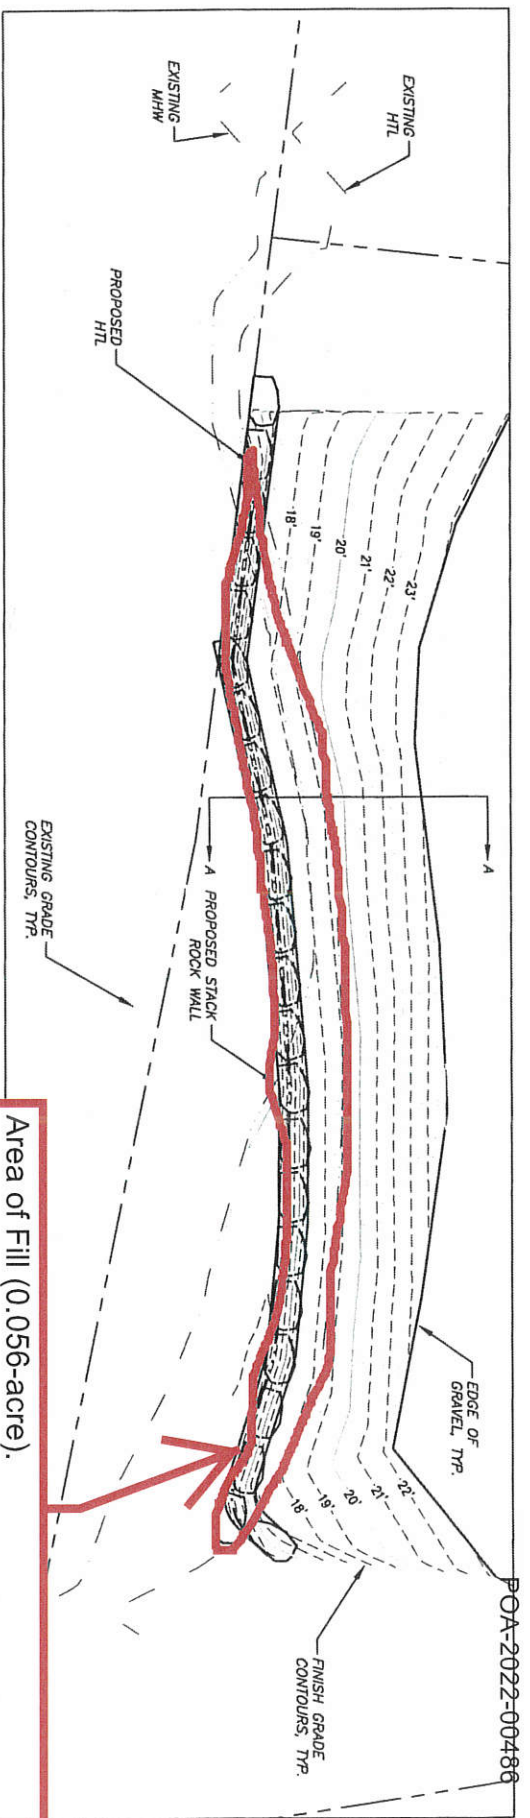 POA-2022-00486
EXISTING
HTL
EXISTING
MHW
PROPOSED
HTL
18'
19'
20'
21'
22'
23'
A
A
PROPOSED STACK
ROCK WALL
EXISTING GRADE
CONTOURS, TYP.
EDGE OF
GRAVEL, TYP.
18'
19'
20'
21'
22'
FINISH GRADE
CONTOURS, TYP.
Area of Fill (0.056-acre).